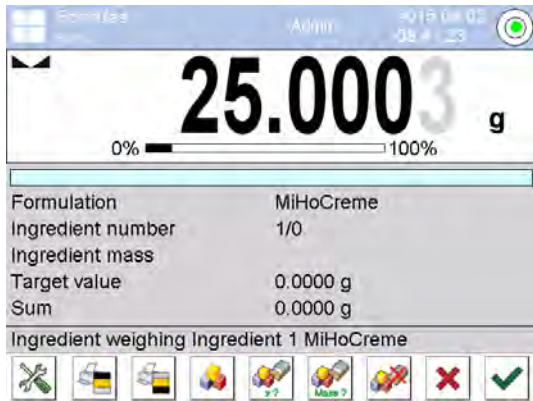 Formulas
Admin
25.0003 g
0% 100%
Formulation MiHoCreme
Ingredient number 1/0
Ingredient mass
Target value 0.0000 g
Sum 0.0000 g
Ingredient weighing Ingredient 1 MiHoCreme
x?
Mass ?